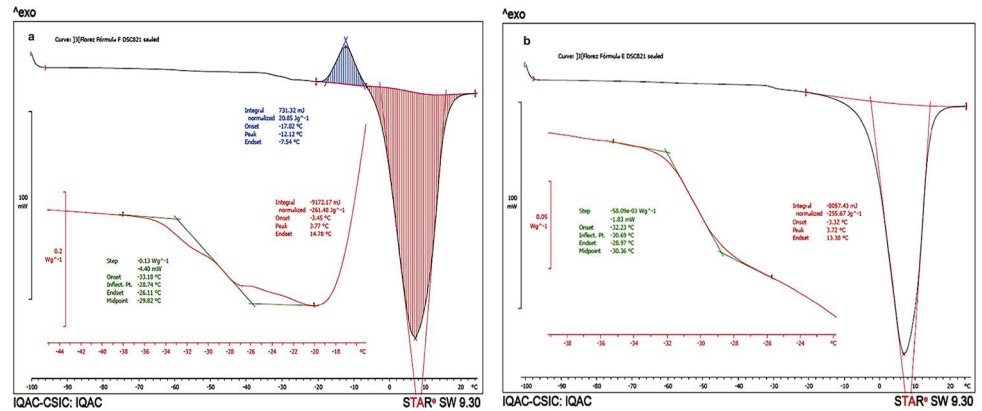 ^exo
a
Curve: ]3[Florez Fórmula F DSC821 sealed
Integral 731.32 mJ
normalized 20.85 Jg^-1
Onset -17.82 °C
Peak -12.12 °C
Endset -7.54 °C
100
mW
0.2
Wg^-1
Integral -9172.17 mJ
normalized -261.48 Jg^-1
Onset -3.45 °C
Peak 3.77 °C
Endset 14.78 °C
Step -0.13 Wg^-1
-4.40 mW
Onset -33.18 °C
Inflect. Pt. -28.74 °C
Endset -26.11 °C
Midpoint -29.82 °C
-44 -42 -40 -38 -36 -34 -32 -30 -28 -26 -24 -22 -20 -18 °C
-100 -90 -80 -70 -60 -50 -40 -30 -20 -10 0 10 20 °C
IQAC-CSIC: IQAC
STARe SW 9.30
^exo
b
Curve: ]3[Florez Fórmula E DSC821 sealed
100
mW
0.05
Wg^-1
Step -58.09e-03 Wg^-1
-1.83 mW
Onset -32.23 °C
Inflect. Pt. -30.69 °C
Endset -28.97 °C
Midpoint -30.36 °C
Integral -8057.43 mJ
normalized -255.67 Jg^-1
Onset -3.32 °C
Peak 3.72 °C
Endset 13.38 °C
-38 -36 -34 -32 -30 -28 -26 -24 °C
-100 -90 -80 -70 -60 -50 -40 -30 -20 -10 0 10 20 °C
IQAC-CSIC: IQAC
STARe SW 9.30